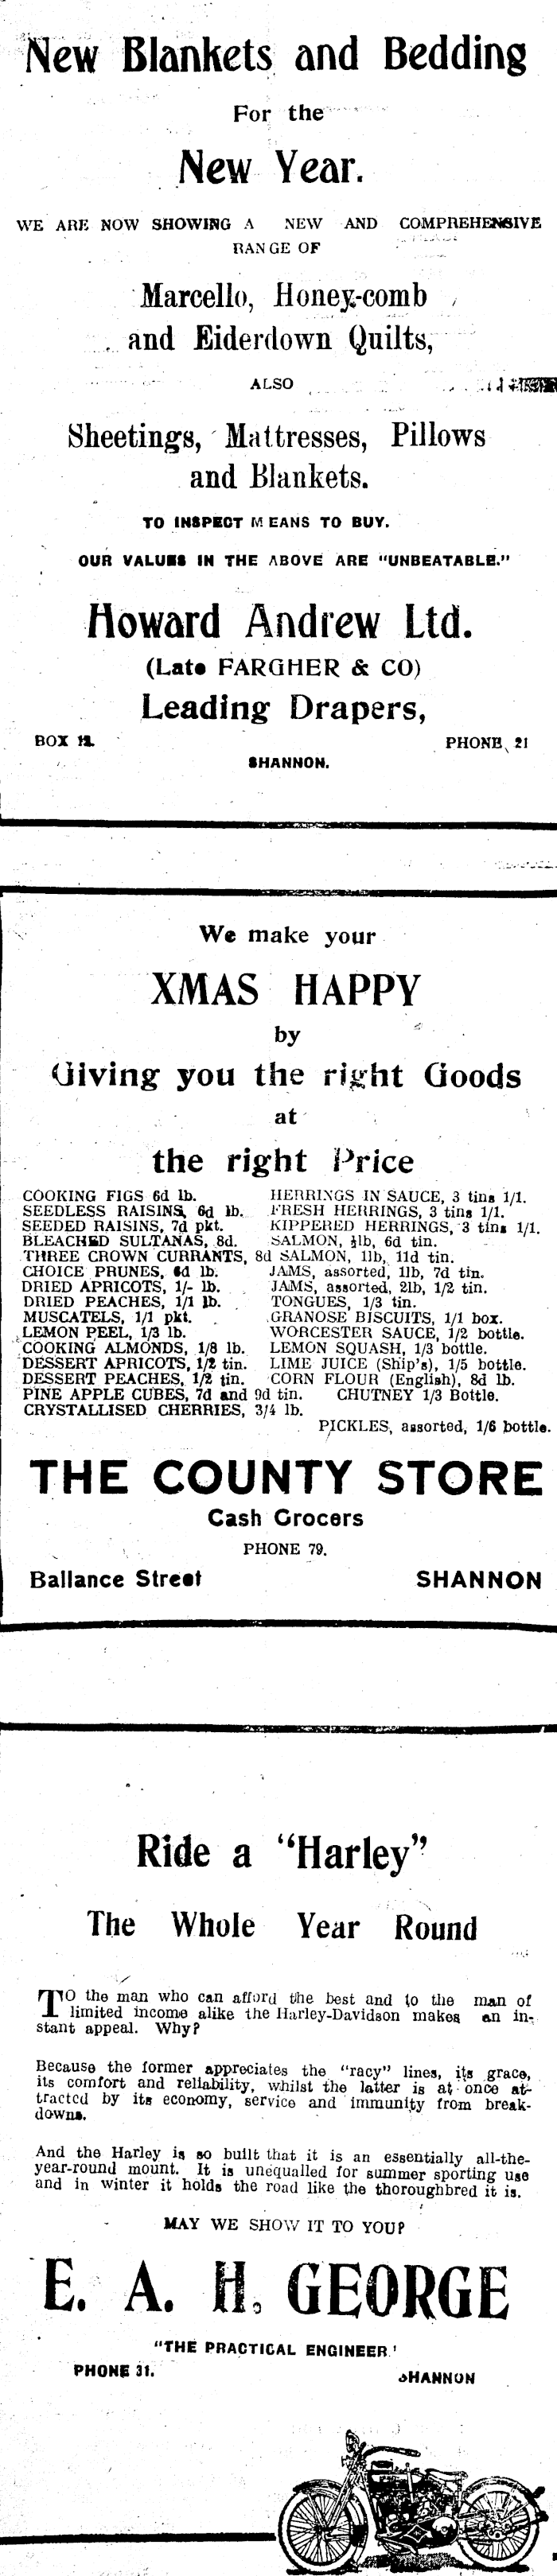 New Blankets and Bedding
For the
New Year.
WE ARE NOW SHOWING A NEW AND COMPREHENSIVE
RANGE OF
Marcello, Honey-comb
and Eiderdown Quilts,
ALSO
Sheetings, Mattresses, Pillows
and Blankets.
TO INSPECT MEANS TO BUY.
OUR VALUES IN THE ABOVE ARE "UNBEATABLE."
Howard Andrew Ltd.
(Late FARGHER & CO)
Leading Drapers,
BOX PHONE 21
SHANNON.
We make your
XMAS HAPPY
by
Giving you the right Goods
at
the right Price
COOKING FIGS 6d lb.
SEEDLESS RAISINS, 6d lb.
SEEDED RAISINS, 7d pkt.
BLEACHED SULTANAS, 8d.
THREE CROWN CURRANTS, 8d
CHOICE PRUNES, 6d lb.
DRIED APRICOTS, 1/- lb.
DRIED PEACHES, 1/1 lb.
MUSCATELS, 1/1 pkt.
LEMON PEEL, 1/3 lb.
COOKING ALMONDS, 1/8 lb.
DESSERT APRICOTS, 1/2 tin.
DESSERT PEACHES, 1/2 tin.
PINE APPLE CUBES, 7d and 9d tin.
CRYSTALLISED CHERRIES, 3/4 lb.
HERRINGS IN SAUCE, 3 tins 1/1.
FRESH HERRINGS, 3 tins 1/1.
KIPPERED HERRINGS, 3 tins 1/1.
SALMON, ½lb, 6d tin.
SALMON, 1lb, 11d tin.
JAMS, assorted, 1lb, 7d tin.
JAMS, assorted, 2lb, 1/2 tin.
TONGUES, 1/3 tin.
GRANOSE BISCUITS, 1/1 box.
WORCESTER SAUCE, 1/2 bottle.
LEMON SQUASH, 1/3 bottle.
LIME JUICE (Ship's), 1/5 bottle.
CORN FLOUR (English), 8d lb.
CHUTNEY 1/3 Bottle.
PICKLES, assorted, 1/6 bottle.
THE COUNTY STORE
Cash Grocers
PHONE 79.
Ballance Street SHANNON
Ride a "Harley"
The Whole Year Round
TO the man who can afford the best and to the man of
limited income alike the Harley-Davidson makes an in-
stant appeal. Why?
Because the former appreciates the "racy" lines, its grace,
its comfort and reliability, whilst the latter is at once at-
tracted by its economy, service and immunity from break-
downs.
And the Harley is so built that it is an essentially all-the-
year-round mount. It is unequalled for summer sporting use
and in winter it holds the road like the thoroughbred it is.
MAY WE SHOW IT TO YOU?
E. A. H. GEORGE
"THE PRACTICAL ENGINEER'
PHONE 31. SHANNON